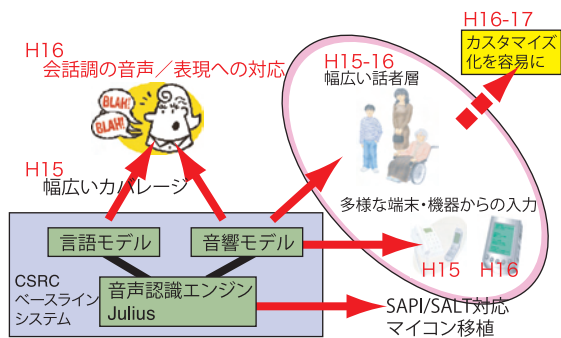 H16
会話調の音声／表現への対応
BLAH!
BLAH!
H15
幅広いカバレージ
H15-16
幅広い話者層
H16-17
カスタマイズ
化を容易に
多様な端末・機器からの入力
H15
H16
言語モデル
音響モデル
CSRC
ベースライン
システム
音声認識エンジン
Julius
SAPI/SALT対応
マイコン移植